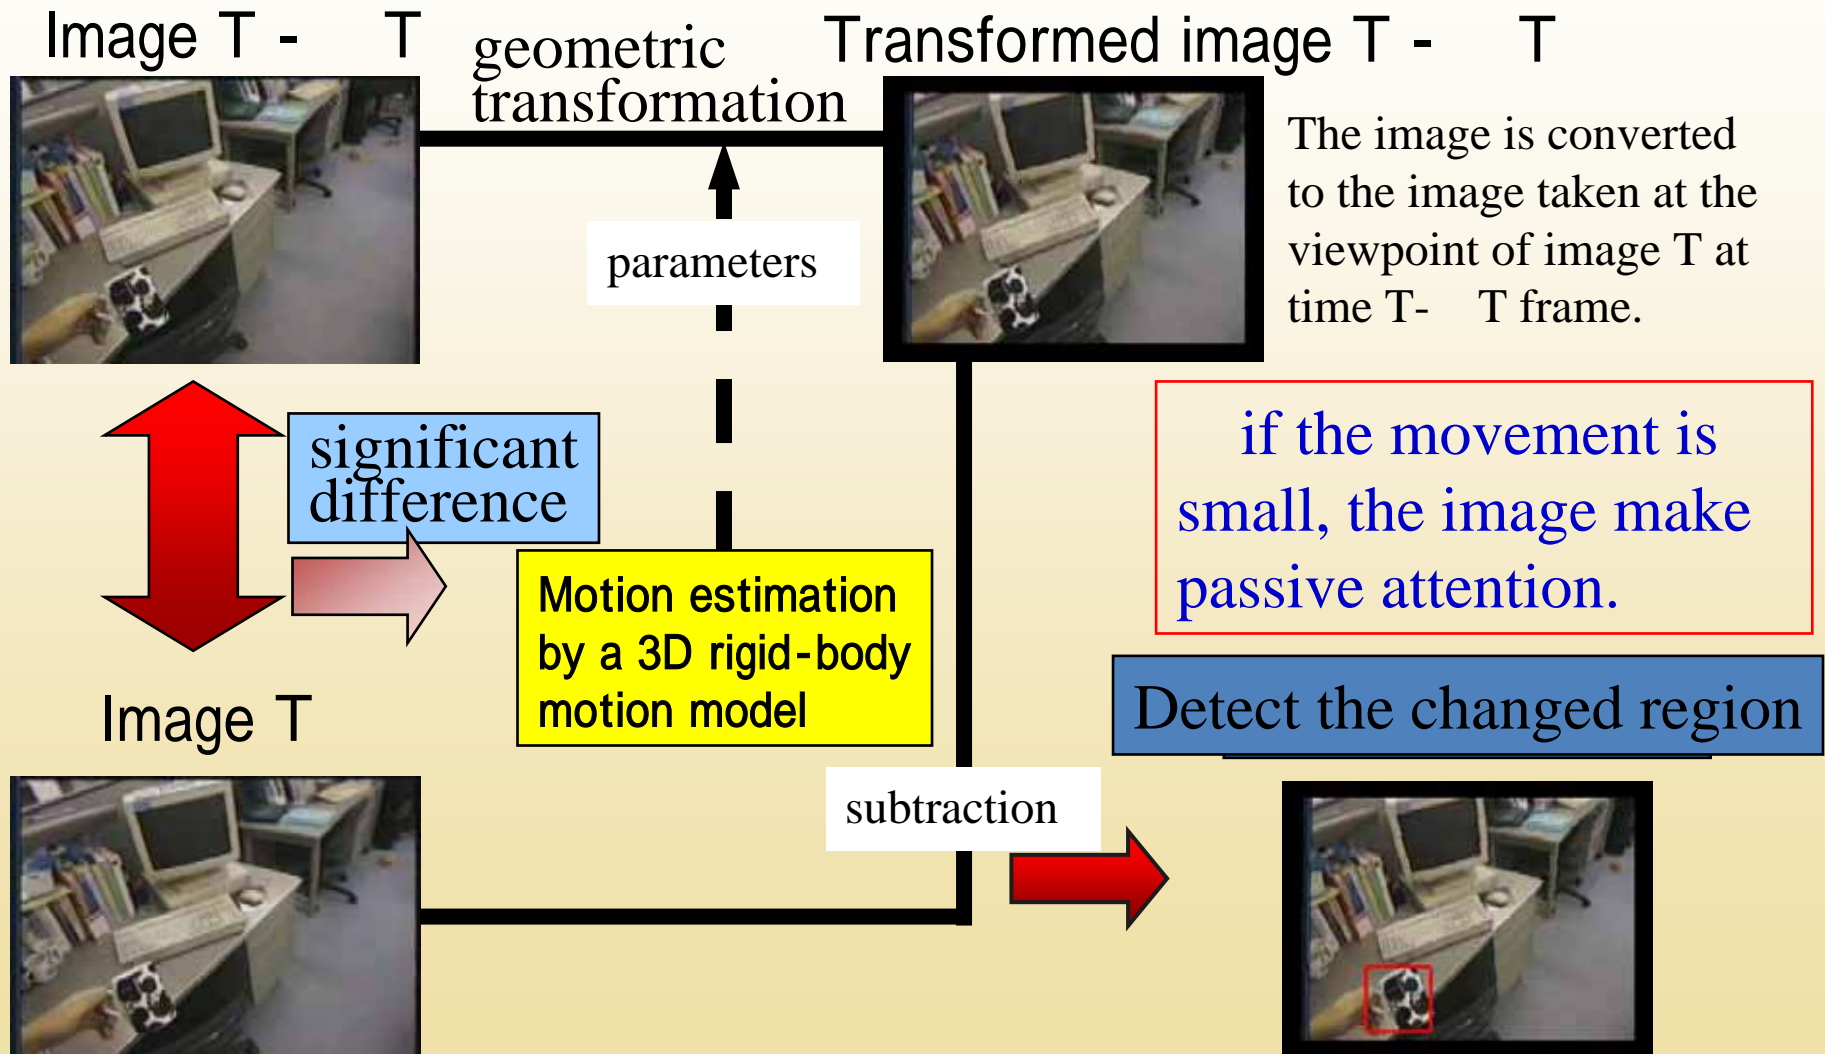 Image T - T
geometric
transformation
Transformed image T - T
The image is converted
to the image taken at the
viewpoint of image T at
time T- T frame.
parameters
significant
difference
if the movement is
small, the image make
passive attention.
Motion estimation
by a 3D rigid-body
motion model
Detect the changed region
Image T
subtraction